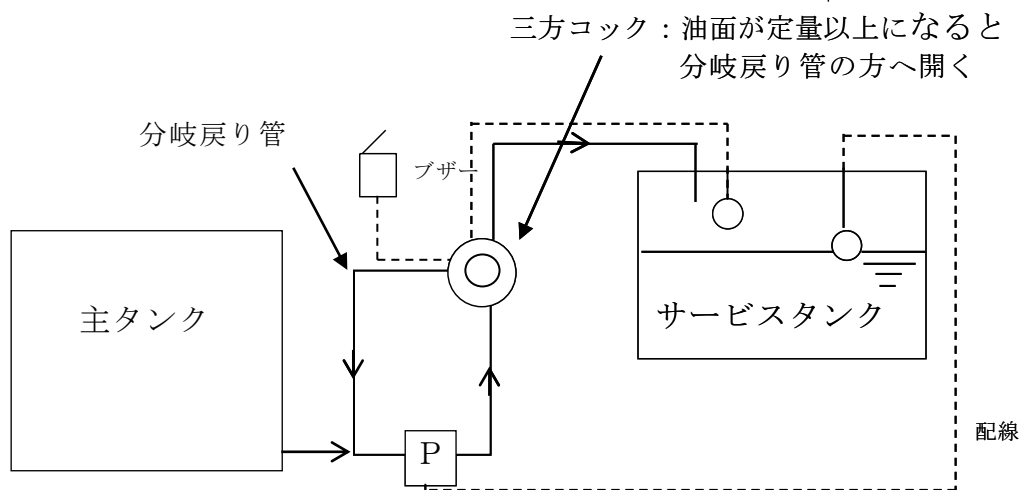 三方コック：油面が定量以上になると
分岐戻り管の方へ開く
分岐戻り管
ブザー
主タンク
サービスタンク
P
配線